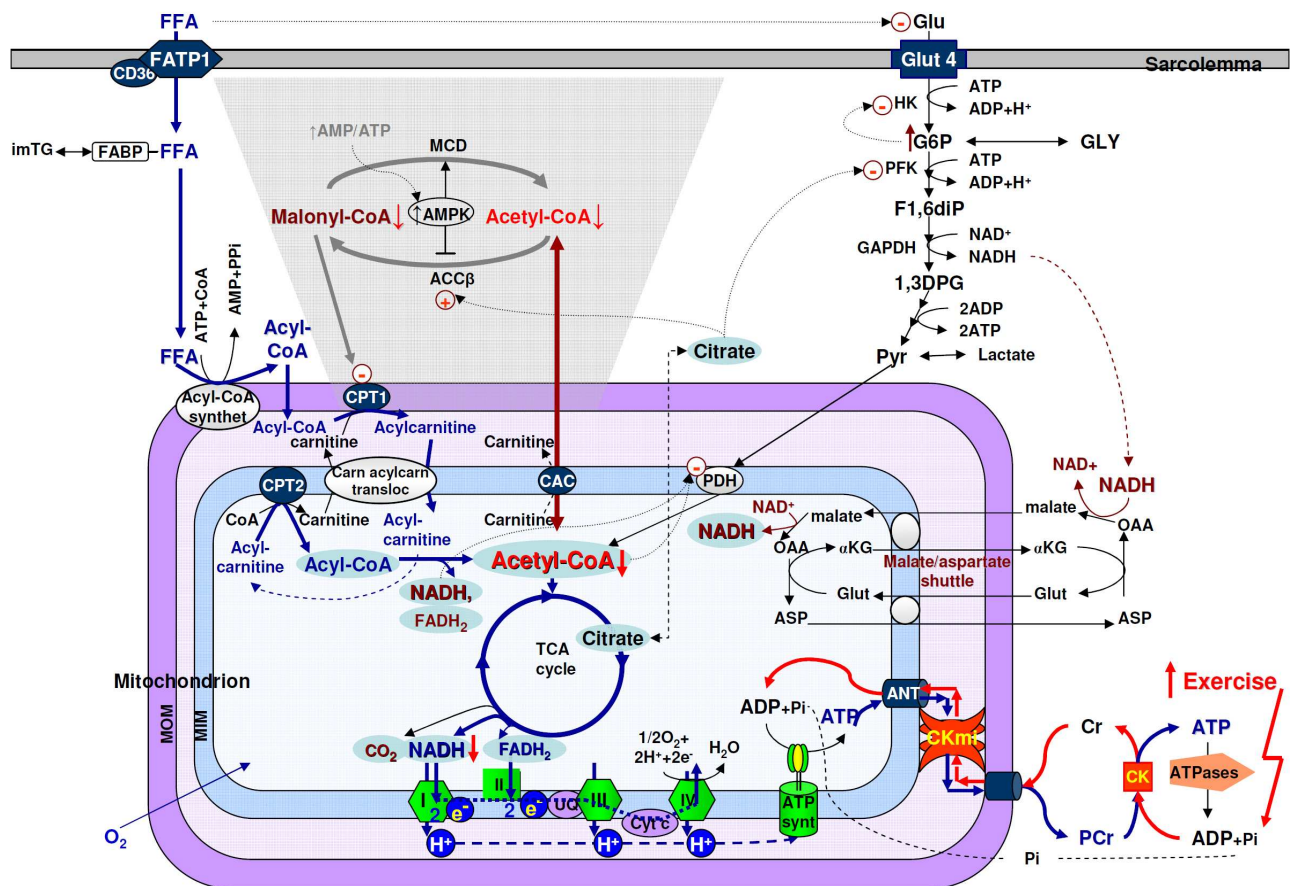 FFA
Glu
-
FATP1
CD36
Glut 4
Sarcolemma
HK
-
ATP
ADP+H⁺
↑AMP/ATP
MCD
imTG
FABP
FFA
↑G6P
GLY
-
PFK
ATP
ADP+H⁺
Malonyl-CoA↓
↑AMPK
Acetyl-CoA↓
F1,6diP
GAPDH
NAD⁺
NADH
ACCβ
+
1,3DPG
2ADP
2ATP
ATP+CoA
AMP+PPi
Acyl-
CoA
FFA
Citrate
Pyr
Lactate
-
Acyl-CoA
synthet
CPT1
Acyl-CoA
carnitine
Acylcarnitine
Carnitine
CPT2
Carn acylcarn
transloc
CAC
-
PDH
NAD+
NADH
CoA
Carnitine
Carnitine
Acyl-
carnitine
Acyl-
carnitine
Acyl-CoA
Acetyl-CoA↓
NADH
NAD⁺
malate
malate
OAA
OAA
αKG
αKG
Malate/aspartate
shuttle
Glut
Glut
ASP
ASP
NADH,
FADH₂
TCA
cycle
Citrate
Mitochondrion
MOM
MIM
ADP+Pi
ATP
ANT
CKmi
↑ Exercise
Cr
ATP
CK
ATPases
PCr
ADP+Pi
Pi
CO₂
NADH
FADH₂
1/2O₂+
2H⁺+2e⁻
H₂O
I
2
e⁻
II
2
e⁻
UQ
III
Cyt c
IV
ATP
synt
O₂
H⁺
H⁺
H⁺